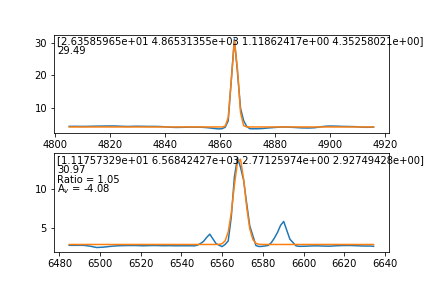 [2.63585965e+01 4.86531355e+03 1.11862417e+00 4.35258021e+00]
29.49
30
20
10
4800 4820 4840 4860 4880 4900 4920
[1.11757329e+01 6.56842427e+03 2.77125974e+00 2.92749428e+00]
30.97
Ratio = 1.05
Aᵥ = -4.08
10
5
6480 6500 6520 6540 6560 6580 6600 6620 6640